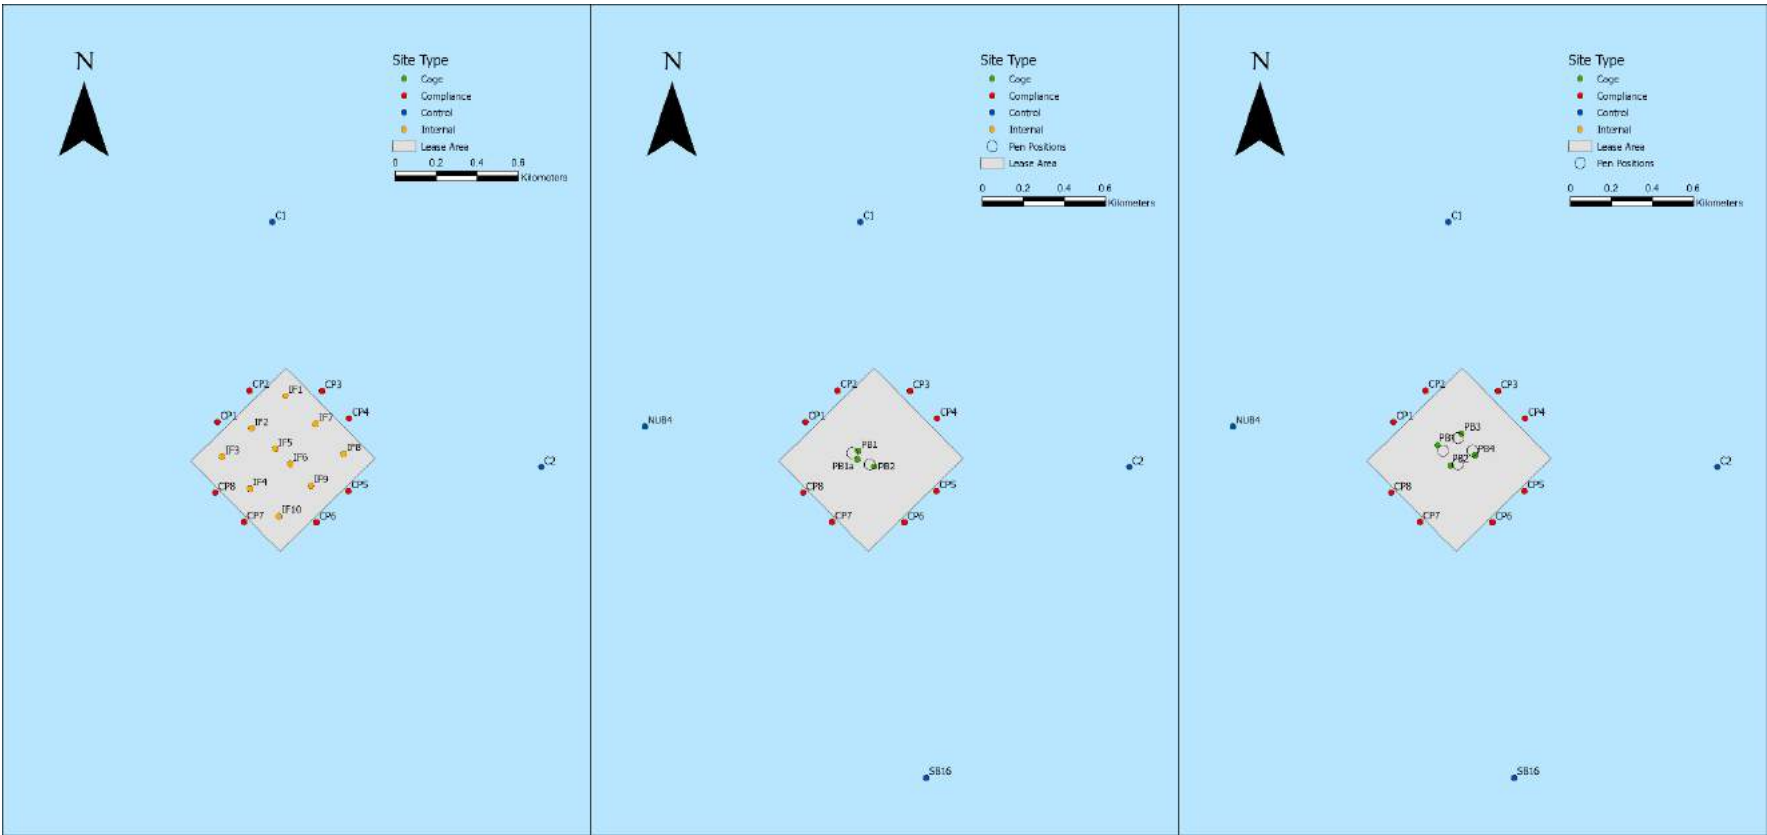 N
Site Type
Cage
Compliance
Control
Internal
Lease Area
0 0.2 0.4 0.6
Kilometers
C1
CP2
IF1
CP3
CP1
IF2
IF7
CP4
IF3
IF5
IF8
IF6
C2
CP8
IF4
IF9
CP5
CP7
IF10
CP6
N
Site Type
Cage
Compliance
Control
Internal
Pen Positions
Lease Area
0 0.2 0.4 0.6
Kilometers
C1
CP2
CP3
CP1
CP4
NUB4
PB1
PB1a
PB2
C2
CP8
CP5
CP7
CP6
SB16
N
Site Type
Cage
Compliance
Control
Internal
Lease Area
Pen Positions
0 0.2 0.4 0.6
Kilometers
C1
CP2
CP3
CP1
CP4
NUB4
PB3
PB4
PB2
C2
CP8
CP5
CP7
CP6
SB16